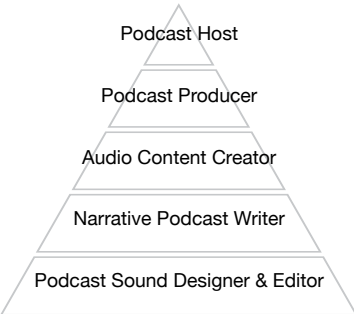 Podcast Host
Podcast Producer
Audio Content Creator
Narrative Podcast Writer
Podcast Sound Designer & Editor